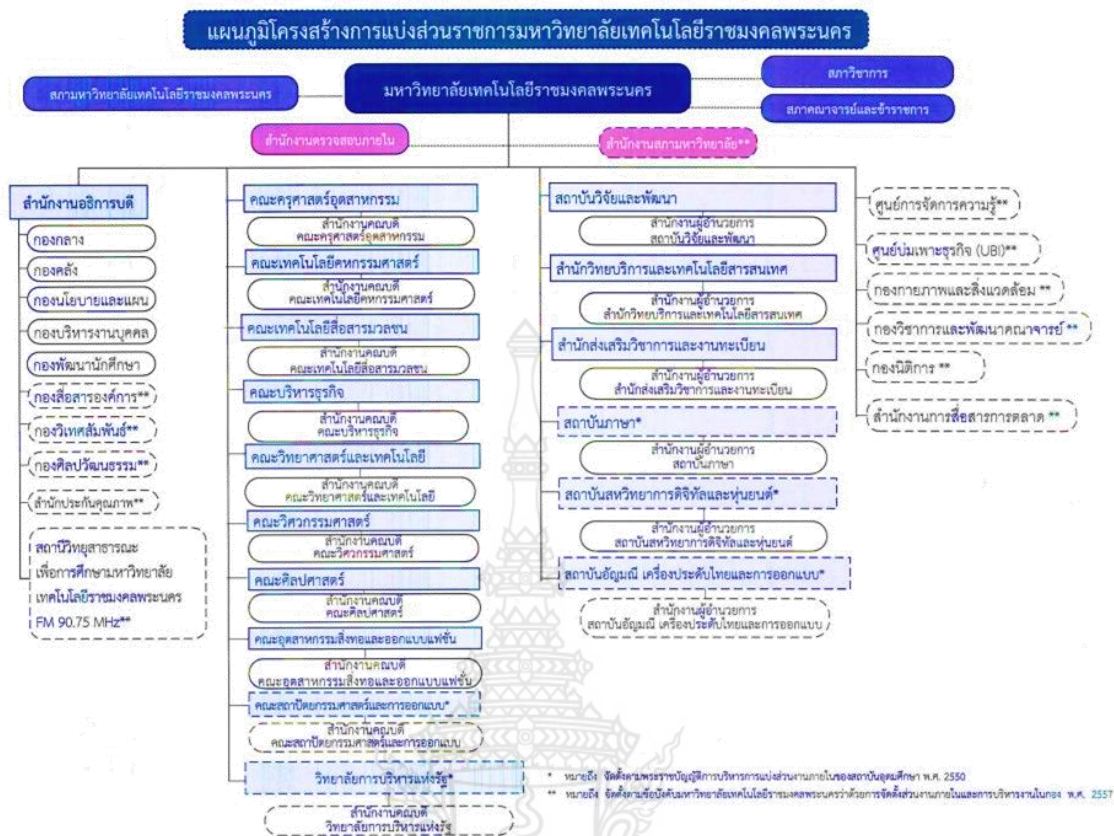 แผนภูมิโครงสร้างการแบ่งส่วนราชการมหาวิทยาลัยเทคโนโลยีราชมงคลพระนคร
สภามหาวิทยาลัยเทคโนโลยีราชมงคลพระนคร
มหาวิทยาลัยเทคโนโลยีราชมงคลพระนคร
สภาวิชาการ
สภาคณาจารย์และข้าราชการ
สำนักงานตรวจสอบภายใน
สำนักงานสภามหาวิทยาลัย**
สำนักงานอธิการบดี
กองกลาง
กองคลัง
กองนโยบายและแผน
กองบริหารงานบุคคล
กองพัฒนานักศึกษา
กองสื่อสารองค์การ**
กองวิเทศสัมพันธ์**
กองศิลปวัฒนธรรม**
สำนักประกันคุณภาพ**
สถานีวิทยุสาธารณะ
เพื่อการศึกษามหาวิทยาลัย
เทคโนโลยีราชมงคลพระนคร
FM 90.75 MHz**
คณะครุศาสตร์อุตสาหกรรม
สำนักงานคณบดี
คณะครุศาสตร์อุตสาหกรรม
คณะเทคโนโลยีคหกรรมศาสตร์
สำนักงานคณบดี
คณะเทคโนโลยีคหกรรมศาสตร์
คณะเทคโนโลยีสื่อสารมวลชน
สำนักงานคณบดี
คณะเทคโนโลยีสื่อสารมวลชน
คณะบริหารธุรกิจ
สำนักงานคณบดี
คณะบริหารธุรกิจ
คณะวิทยาศาสตร์และเทคโนโลยี
สำนักงานคณบดี
คณะวิทยาศาสตร์และเทคโนโลยี
คณะวิศวกรรมศาสตร์
สำนักงานคณบดี
คณะวิศวกรรมศาสตร์
คณะศิลปศาสตร์
สำนักงานคณบดี
คณะศิลปศาสตร์
คณะอุตสาหกรรมสิ่งทอและออกแบบแฟชั่น
สำนักงานคณบดี
คณะอุตสาหกรรมสิ่งทอและออกแบบแฟชั่น
คณะสถาปัตยกรรมศาสตร์และการออกแบบ*
สำนักงานคณบดี
คณะสถาปัตยกรรมศาสตร์และการออกแบบ
วิทยาลัยการบริหารแห่งรัฐ*
สำนักงานคณบดี
วิทยาลัยการบริหารแห่งรัฐ
สถาบันวิจัยและพัฒนา
สำนักงานผู้อำนวยการ
สถาบันวิจัยและพัฒนา
สำนักวิทยบริการและเทคโนโลยีสารสนเทศ
สำนักงานผู้อำนวยการ
สำนักวิทยบริการและเทคโนโลยีสารสนเทศ
สำนักส่งเสริมวิชาการและงานทะเบียน
สำนักงานผู้อำนวยการ
สำนักส่งเสริมวิชาการและงานทะเบียน
สถาบันภาษา*
สำนักงานผู้อำนวยการ
สถาบันภาษา
สถาบันสหวิทยาการดิจิทัลและหุ่นยนต์*
สำนักงานผู้อำนวยการ
สถาบันสหวิทยาการดิจิทัลและหุ่นยนต์
สถาบันอัญมณี เครื่องประดับไทยและการออกแบบ*
สำนักงานผู้อำนวยการ
สถาบันอัญมณี เครื่องประดับไทยและการออกแบบ
ศูนย์การจัดการความรู้**
ศูนย์บ่มเพาะธุรกิจ (UBI)**
กองกายภาพและสิ่งแวดล้อม **
กองวิชาการและพัฒนาคณาจารย์ **
กองนิติการ **
สำนักงานการสื่อสารการตลาด **
* หมายถึง จัดตั้งตามพระราชบัญญัติการบริหารการแบ่งส่วนงานภายในของสถาบันอุดมศึกษา พ.ศ. 2550
** หมายถึง จัดตั้งตามข้อบังคับมหาวิทยาลัยเทคโนโลยีราชมงคลพระนครว่าด้วยการจัดตั้งส่วนงานภายในและการบริหารงานในกอง พ.ศ. 2557